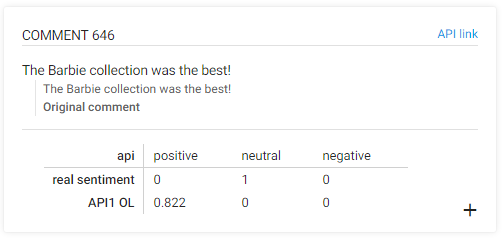 COMMENT 646 API link
The Barbie collection was the best!
The Barbie collection was the best!
Original comment
api positive neutral negative
real sentiment 0 1 0
API1 OL 0.822 0 0
+